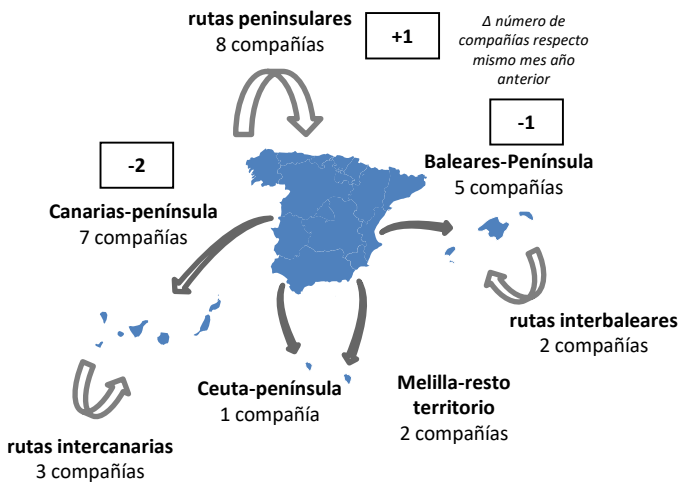 rutas peninsulares
8 compañías
+1
Δ número de
compañías respecto
mismo mes año
anterior
-1
Baleares-Península
5 compañías
-2
Canarias-península
7 compañías
rutas interbaleares
2 compañías
Ceuta-península
1 compañía
Melilla-resto
territorio
2 compañías
rutas intercanarias
3 compañías